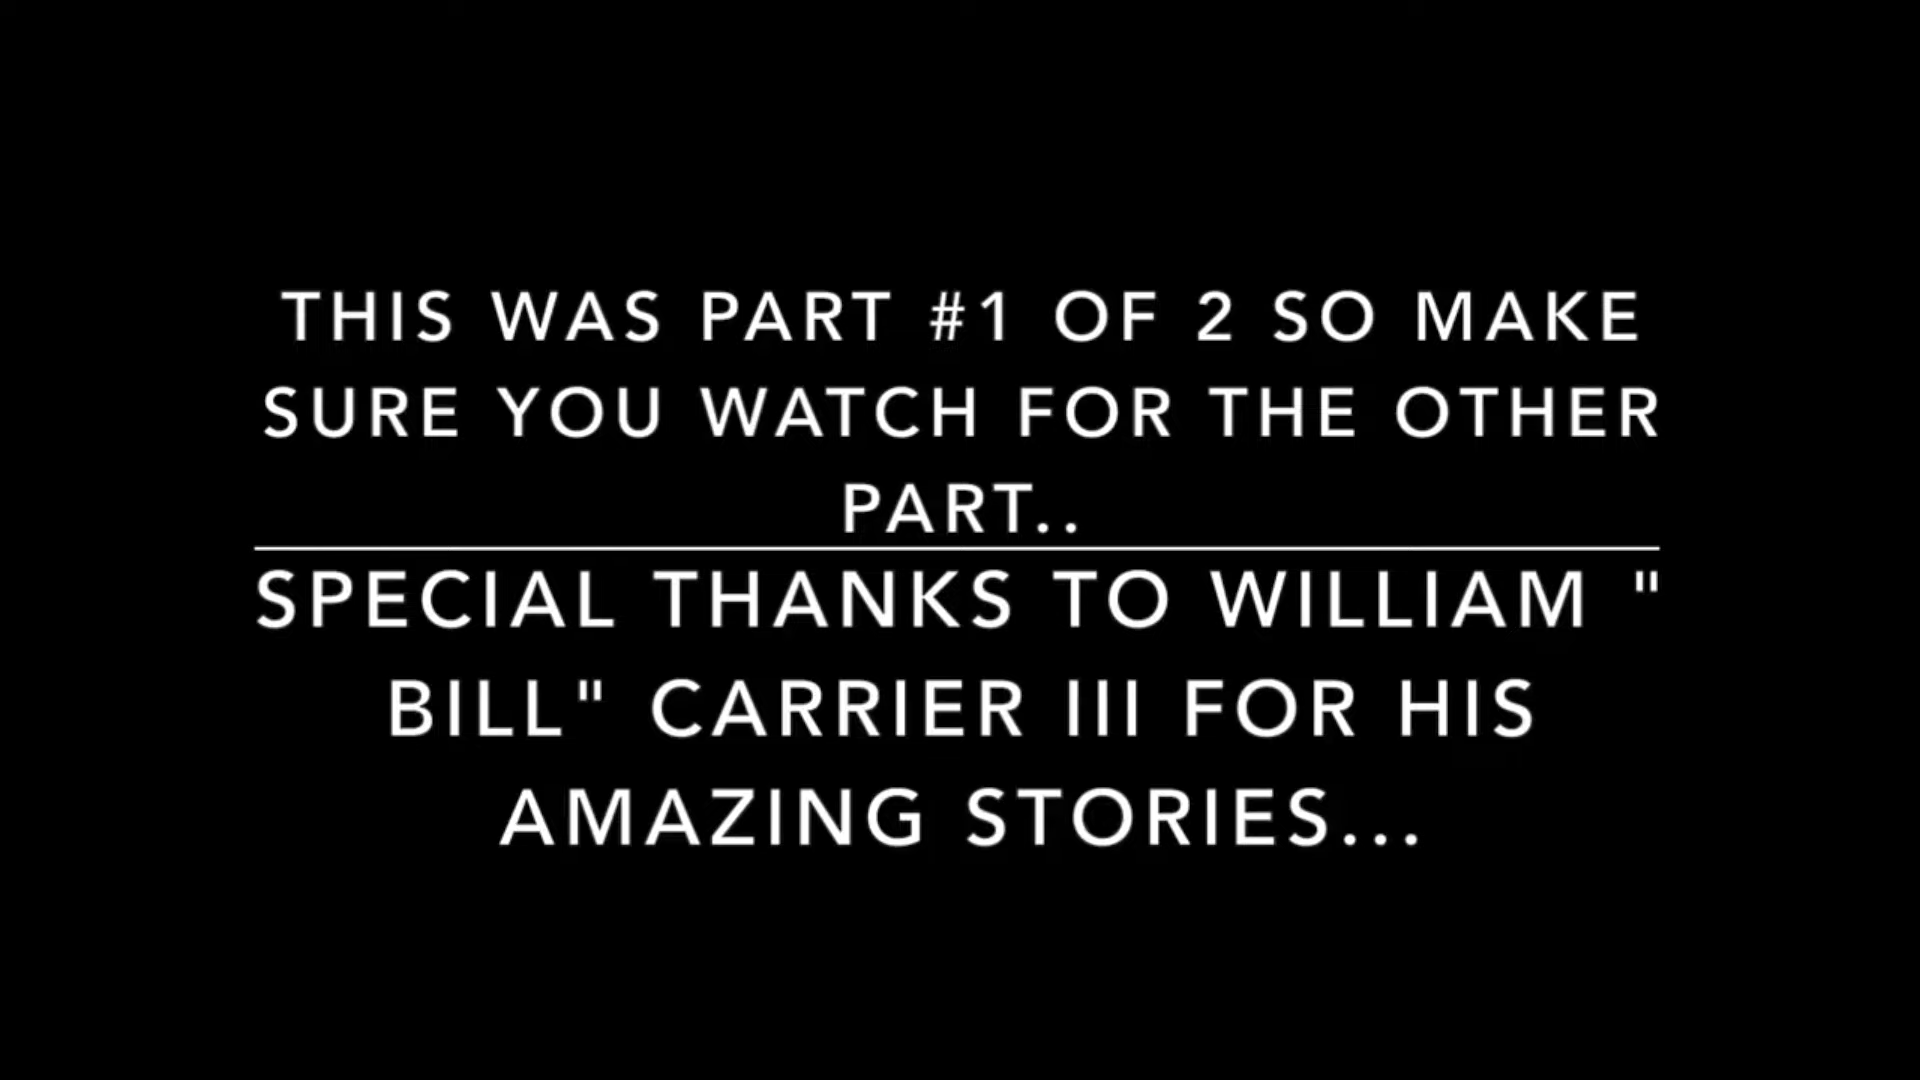 THIS WAS PART #1 OF 2 SO MAKE
SURE YOU WATCH FOR THE OTHER
PART..
SPECIAL THANKS TO WILLIAM "
BILL" CARRIER III FOR HIS
AMAZING STORIES...